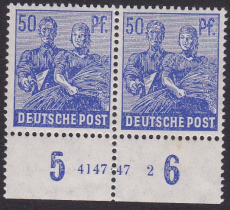 50 Pf. 50 Pf.
DEUTSCHE POST DEUTSCHE POST
5 4147 47 2 6